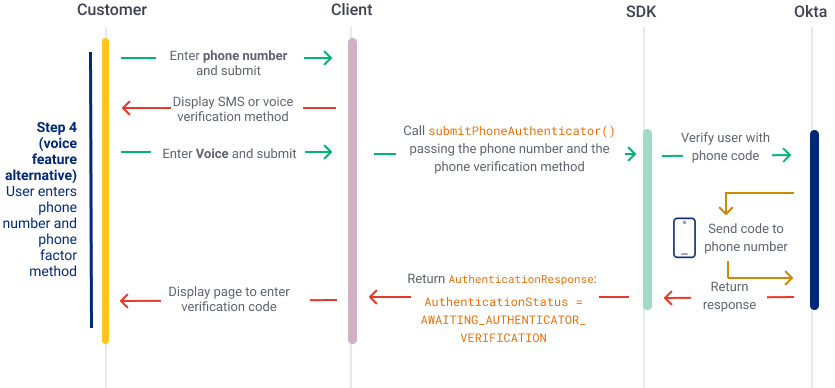 Customer
Client
SDK
Okta
Step 4
(voice
feature
alternative)
User enters
phone
number and
phone
factor
method
Enter phone number
and submit
Display SMS or voice
verification method
Enter Voice and submit
Call submitPhoneAuthenticator()
passing the phone number and the
phone verification method
Verify user with
phone code
Send code to
phone number
Return
response
Return AuthenticationResponse:
AuthenticationStatus =
AWAITING_AUTHENTICATOR_
VERIFICATION
Display page to enter
verification code